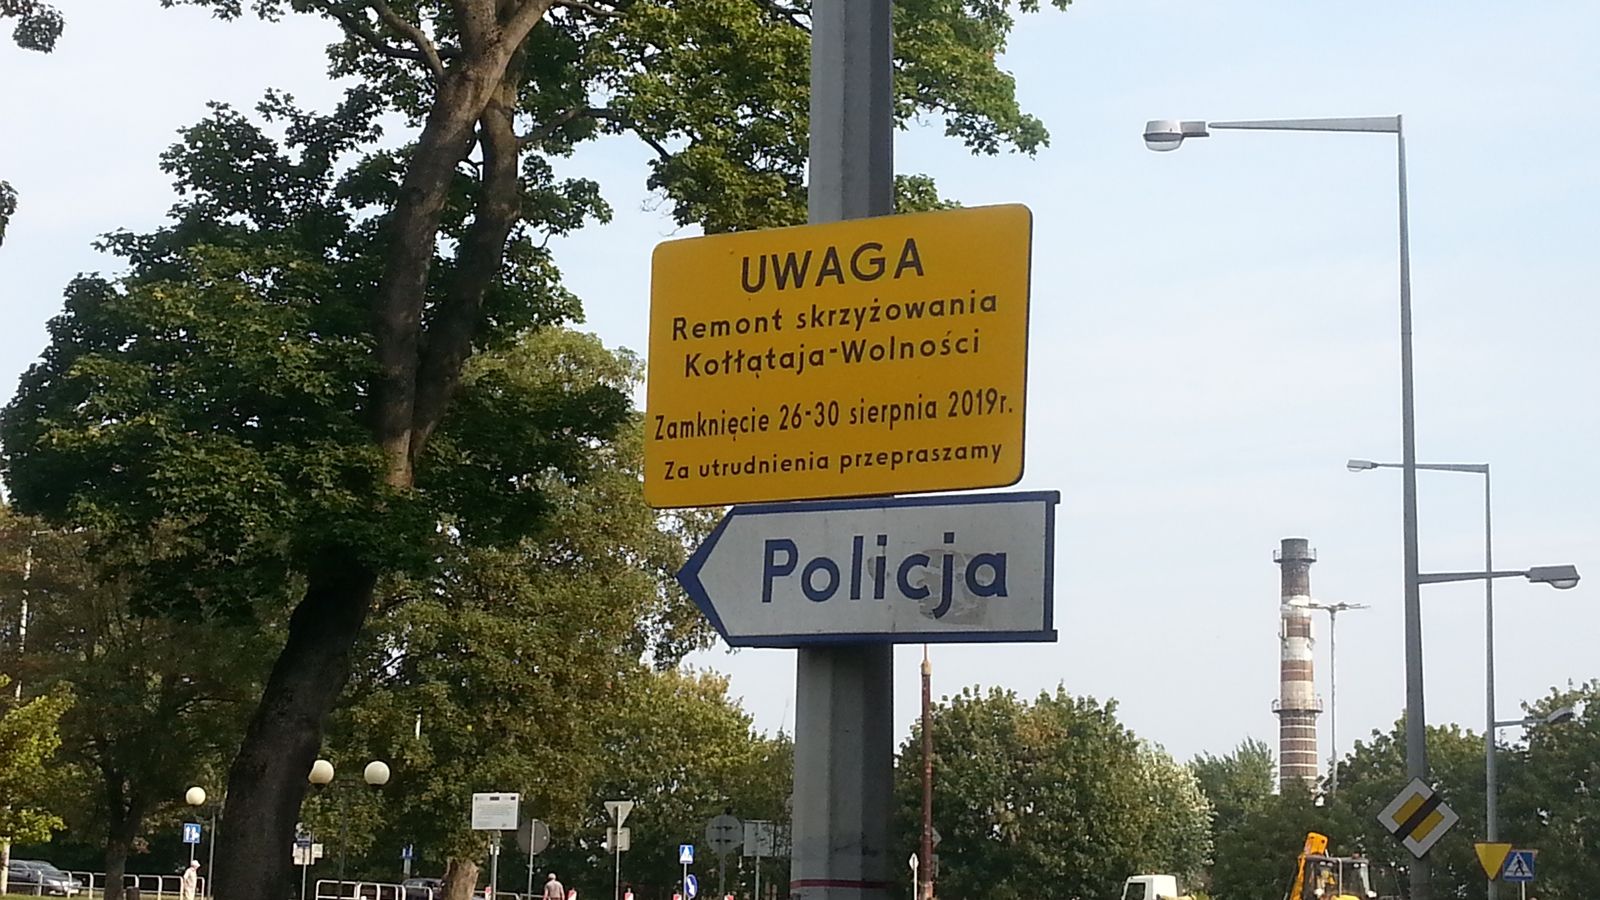 UWAGA
Remont skrzyżowania
Kołłątaja-Wolności
Zamknięcie 26-30 sierpnia 2019r.
Za utrudnienia przepraszamy
Policja